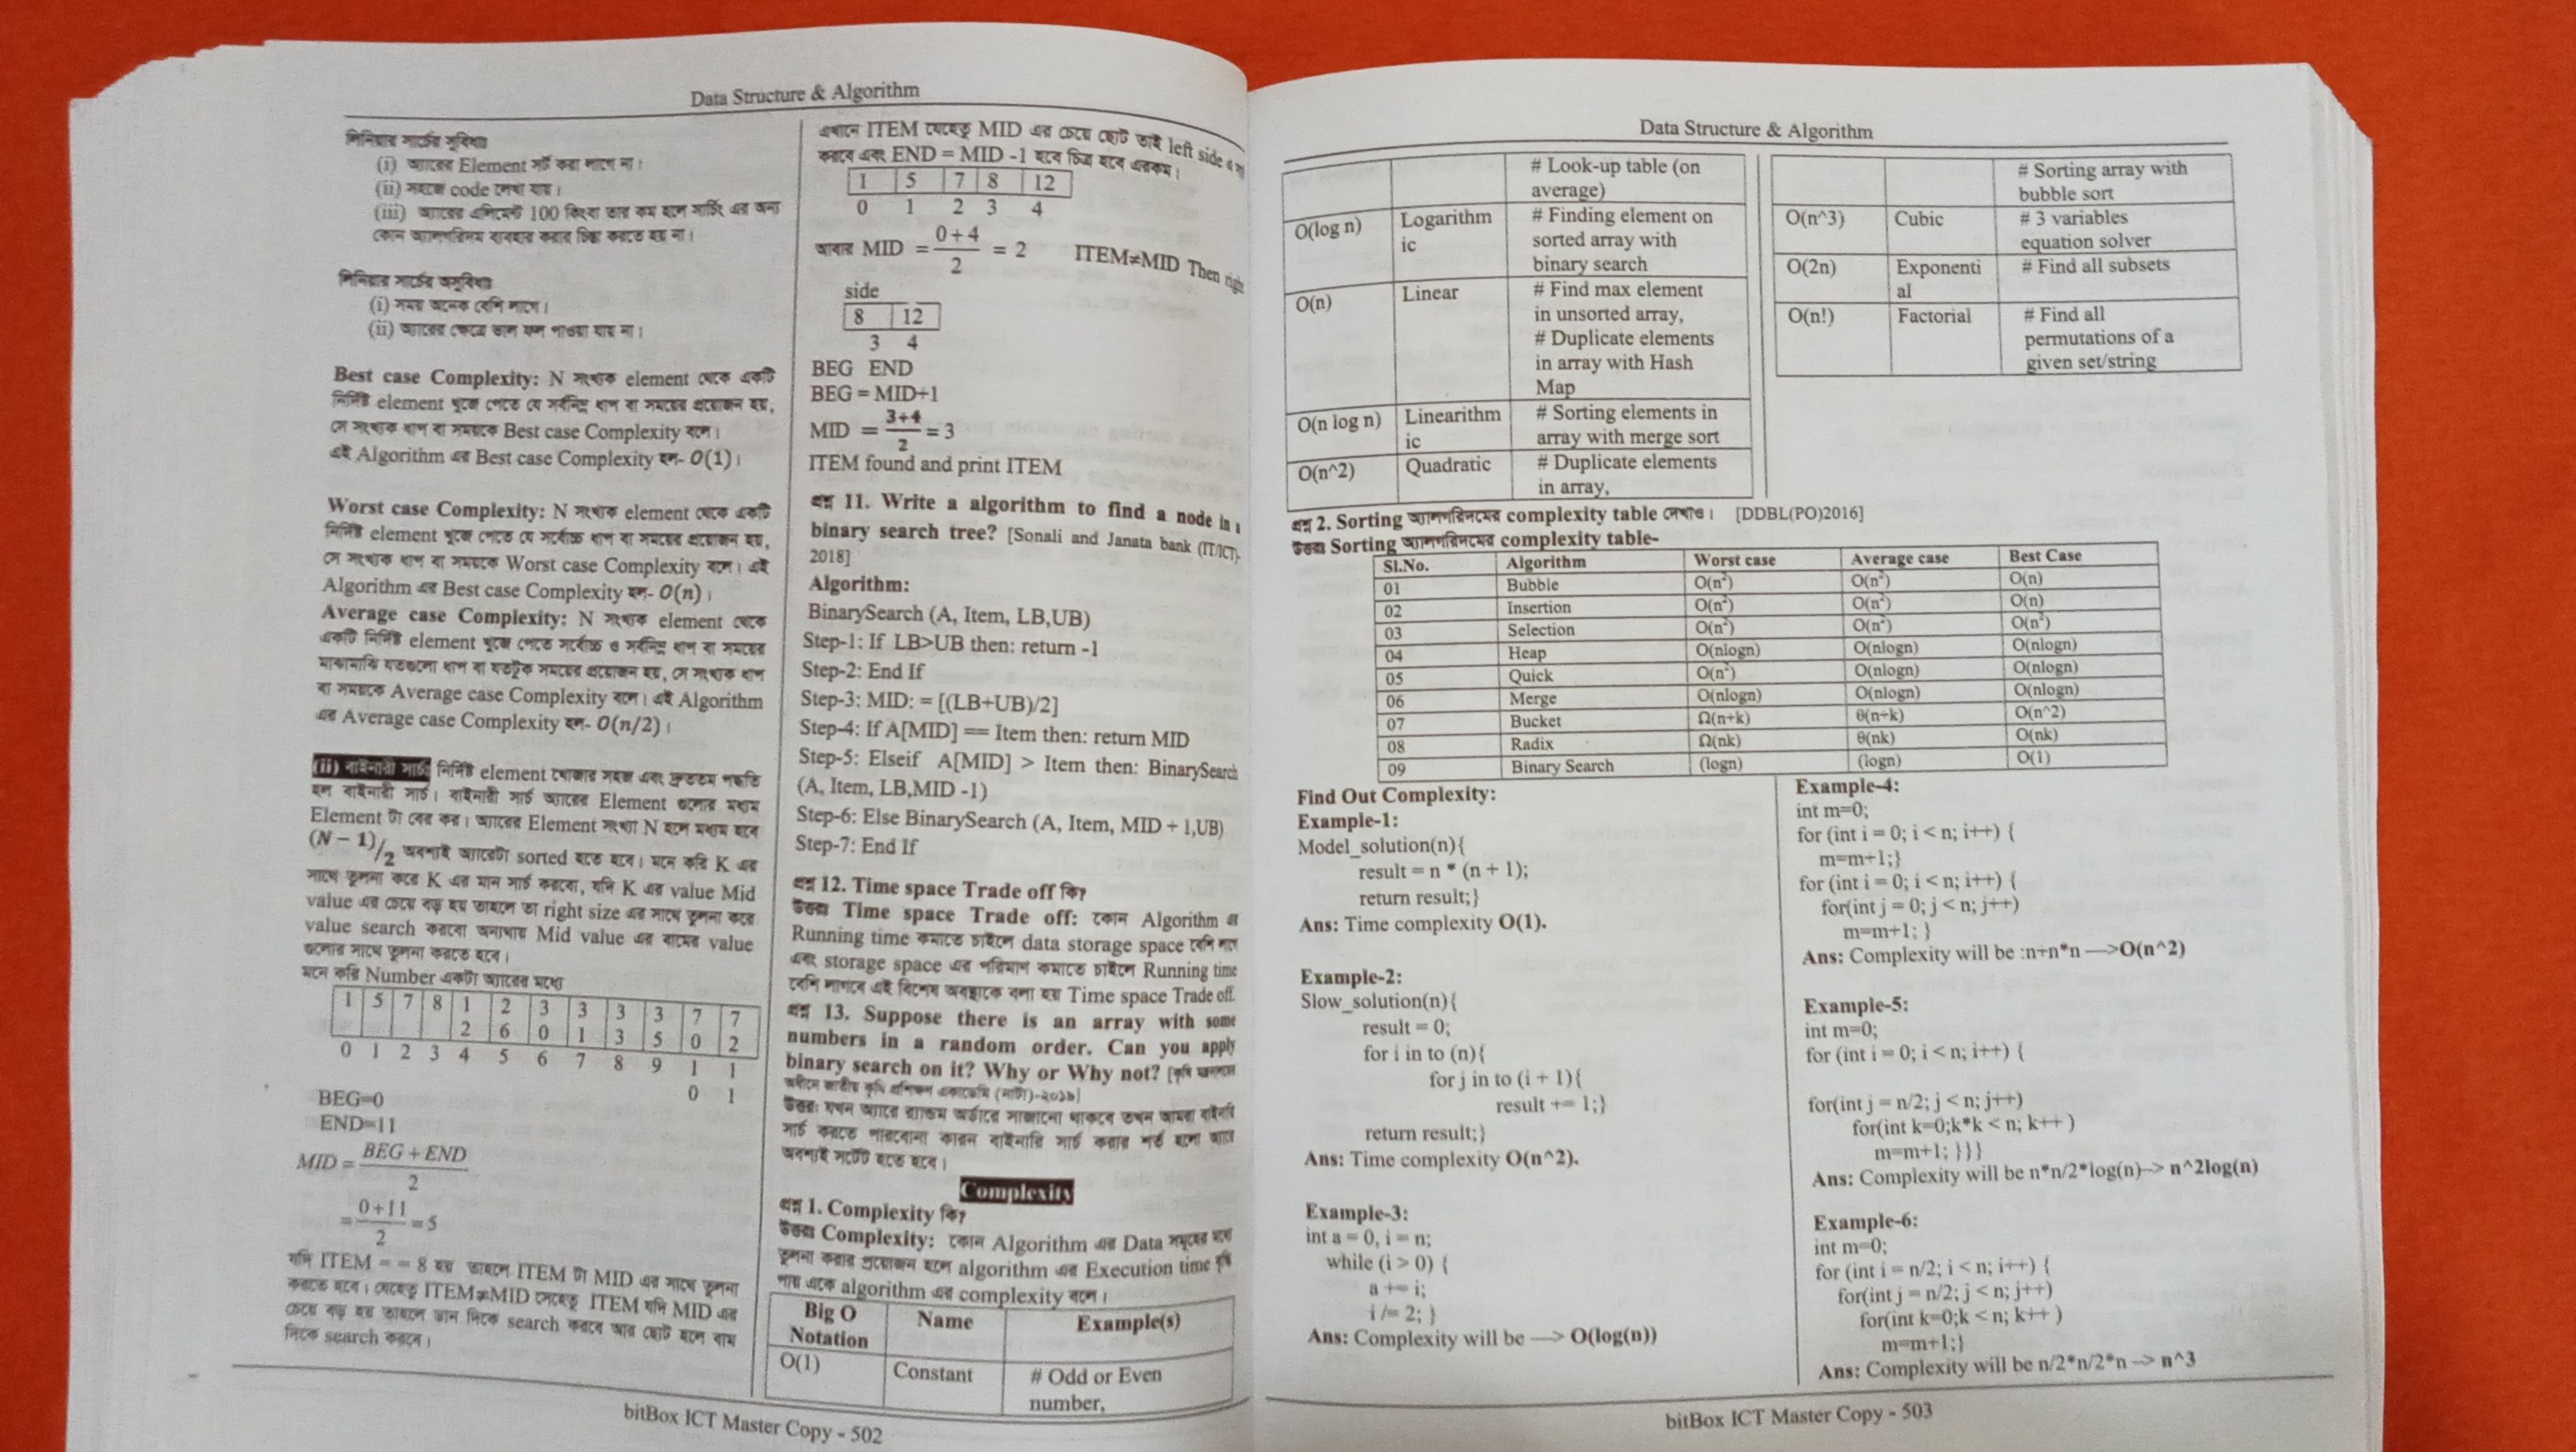 Data Structure & Algorithm
লিনিয়ার সার্চের সুবিধাঃ
(i) অ্যারের Element সর্ট করা লাগে না।
(ii) সহজে code লেখা যায়।
(iii) অ্যারের এলিমেন্ট 100 কিংবা তার কম হলে সার্চিং এর জন্য
কোন অ্যালগরিদম ব্যবহার করার চিন্তা করতে হয় না।
লিনিয়ার সার্চের অসুবিধাঃ
(i) সময় অনেক বেশি লাগে।
(ii) অ্যারের ক্ষেত্রে ভাল ফল পাওয়া যায় না।
Best case Complexity: N সংখ্যক element থেকে একটি
নির্দিষ্ট element খুজে পেতে যে সর্বনিম্ন ধাপ বা সময়ের প্রয়োজন হয়,
সে সংখ্যক ধাপ বা সময়কে Best case Complexity বলে।
এই Algorithm এর Best case Complexity হল- O(1)।
Worst case Complexity: N সংখ্যক element থেকে একটি
নির্দিষ্ট element খুজে পেতে যে সর্বোচ্চ ধাপ বা সময়ের প্রয়োজন হয়,
সে সংখ্যক ধাপ বা সময়কে Worst case Complexity বলে। এই
Algorithm এর Best case Complexity হল- O(n)।
Average case Complexity: N সংখ্যক element থেকে
একটি নির্দিষ্ট element খুজে পেতে সর্বোচ্চ ও সর্বনিম্ন ধাপ বা সময়ের
মাঝামাঝি যতগুলো ধাপ বা যতটুক সময়ের প্রয়োজন হয়, সে সংখ্যক ধাপ
বা সময়কে Average case Complexity বলে। এই Algorithm
এর Average case Complexity হল- O(n/2)।
(ii) বাইনারী সার্চ নির্দিষ্ট element খোজার সহজ এবং দ্রুততম পদ্ধতি
হল বাইনারী সার্চ। বাইনারী সার্চ অ্যারের Element গুলোর মধ্যম
Element টা বের কর। অ্যারের Element সংখ্যা N হলে মধ্যম হবে
(N − 1)/2 অবশ্যই অ্যারেটা sorted হতে হবে। মনে করি K এর
সাথে তুলনা করে K এর মান সার্চ করবো, যদি K এর value Mid
value এর চেয়ে বড় হয় তাহলে তা right size এর সাথে তুলনা করে
value search করবো অন্যথায় Mid value এর বামের value
গুলোর সাথে তুলনা করতে হবে।
মনে করি Number একটা অ্যারের মধ্যে
1 5 7 8 12 26 30 31 33 35 70 72
0 1 2 3 4 5 6 7 8 9 10 11
BEG=0
END=11
MID = BEG + END / 2
= 0+11 / 2 = 5
যদি ITEM = = 8 হয় তাহলে ITEM টা MID এর সাথে তুলনা
করতে হবে। যেহেতু ITEM≠MID সেহেতু ITEM যদি MID এর
চেয়ে বড় হয় তাহলে ডান দিকে search করবে আর ছোট হলে বাম
দিকে search করবে।
এখানে ITEM যেহেতু MID এর চেয়ে ছোট তাই left side এ
করবে এবং END = MID -1 হবে চিত্র হবে এরকম।
1 5 7 8 12
0 1 2 3 4
আবার MID = 0+4 / 2 = 2 ITEM≠MID Then right
side
8 12
3 4
BEG END
BEG = MID+1
MID = 3+4 / 2 = 3
ITEM found and print ITEM
প্রশ্ন 11. Write a algorithm to find a node in a
binary search tree? [Sonali and Janata bank (IT/ICT)-
2018]
Algorithm:
BinarySearch (A, Item, LB,UB)
Step-1: If LB>UB then: return -1
Step-2: End If
Step-3: MID: = [(LB+UB)/2]
Step-4: If A[MID] == Item then: return MID
Step-5: Elseif A[MID] > Item then: BinarySearch
(A, Item, LB,MID -1)
Step-6: Else BinarySearch (A, Item, MID + 1,UB)
Step-7: End If
প্রশ্ন 12. Time space Trade off কি?
উত্তরঃ Time space Trade off: কোন Algorithm এর
Running time কমাতে চাইলে data storage space বেশি লাগে
এবং storage space এর পরিমাণ কমাতে চাইলে Running time
বেশি লাগবে এই বিশেষ অবস্থাকে বলা হয় Time space Trade off.
প্রশ্ন 13. Suppose there is an array with some
numbers in a random order. Can you apply
binary search on it? Why or Why not? [কৃষি
অধীনে জাতীয় কৃষি প্রশিক্ষণ একাডেমি (নাটা)-২০১৯]
উত্তরঃ যখন অ্যারে র‍্যান্ডম অর্ডারে সাজানো থাকবে তখন আমরা বাইনারি
সার্চ করতে পারবোনা কারন বাইনারি সার্চ করার শর্ত হলো অ্যারে
অবশ্যই সর্টেট হতে হবে।
Complexity
প্রশ্ন 1. Complexity কি?
উত্তরঃ Complexity: কোন Algorithm এর Data সমূহের মধ্যে
তুলনা করার প্রয়োজন হলে algorithm এর Execution time বৃদ্ধি
পায় একে algorithm এর complexity বলে।
Big O Notation Name Example(s)
O(1) Constant # Odd or Even
number,
bitBox ICT Master Copy - 502
Data Structure & Algorithm
# Look-up table (on
average)
O(log n) Logarithmic # Finding element on
sorted array with
binary search
O(n) Linear # Find max element
in unsorted array,
# Duplicate elements
in array with Hash
Map
O(n log n) Linearithmic # Sorting elements in
array with merge sort
O(n^2) Quadratic # Duplicate elements
in array,
# Sorting array with
bubble sort
O(n^3) Cubic # 3 variables
equation solver
O(2n) Exponential # Find all subsets
O(n!) Factorial # Find all
permutations of a
given set/string
প্রশ্ন 2. Sorting অ্যালগরিদমের complexity table দেখাও। [DDBL(PO)2016]
উত্তরঃ Sorting অ্যালগরিদমের complexity table-
Sl.No. Algorithm Worst case Average case Best Case
01 Bubble O(n²) O(n²) O(n)
02 Insertion O(n²) O(n²) O(n)
03 Selection O(n²) O(n²) O(n²)
04 Heap O(nlogn) O(nlogn) O(nlogn)
05 Quick O(n²) O(nlogn) O(nlogn)
06 Merge O(nlogn) O(nlogn) O(nlogn)
07 Bucket Ω(n+k) θ(n+k) O(n^2)
08 Radix Ω(nk) θ(nk) O(nk)
09 Binary Search (logn) (logn) O(1)
Find Out Complexity:
Example-1:
Model_solution(n){
result = n * (n + 1);
return result;}
Ans: Time complexity O(1).
Example-2:
Slow_solution(n){
result = 0;
for i in to (n){
for j in to (i + 1){
result += 1;}
return result;}
Ans: Time complexity O(n^2).
Example-3:
int a = 0, i = n;
while (i > 0) {
a += i;
i /= 2; }
Ans: Complexity will be —> O(log(n))
Example-4:
int m=0;
for (int i = 0; i < n; i++) {
m=m+1;}
for (int i = 0; i < n; i++) {
for(int j = 0; j < n; j++)
m=m+1; }
Ans: Complexity will be :n+n*n —>O(n^2)
Example-5:
int m=0;
for (int i = 0; i < n; i++) {
for(int j = n/2; j < n; j++)
for(int k=0;k*k < n; k++ )
m=m+1; }}}
Ans: Complexity will be n*n/2*log(n)–> n^2log(n)
Example-6:
int m=0;
for (int i = n/2; i < n; i++) {
for(int j = n/2; j < n; j++)
for(int k=0;k < n; k++ )
m=m+1;}
Ans: Complexity will be n/2*n/2*n –> n^3
bitBox ICT Master Copy - 503